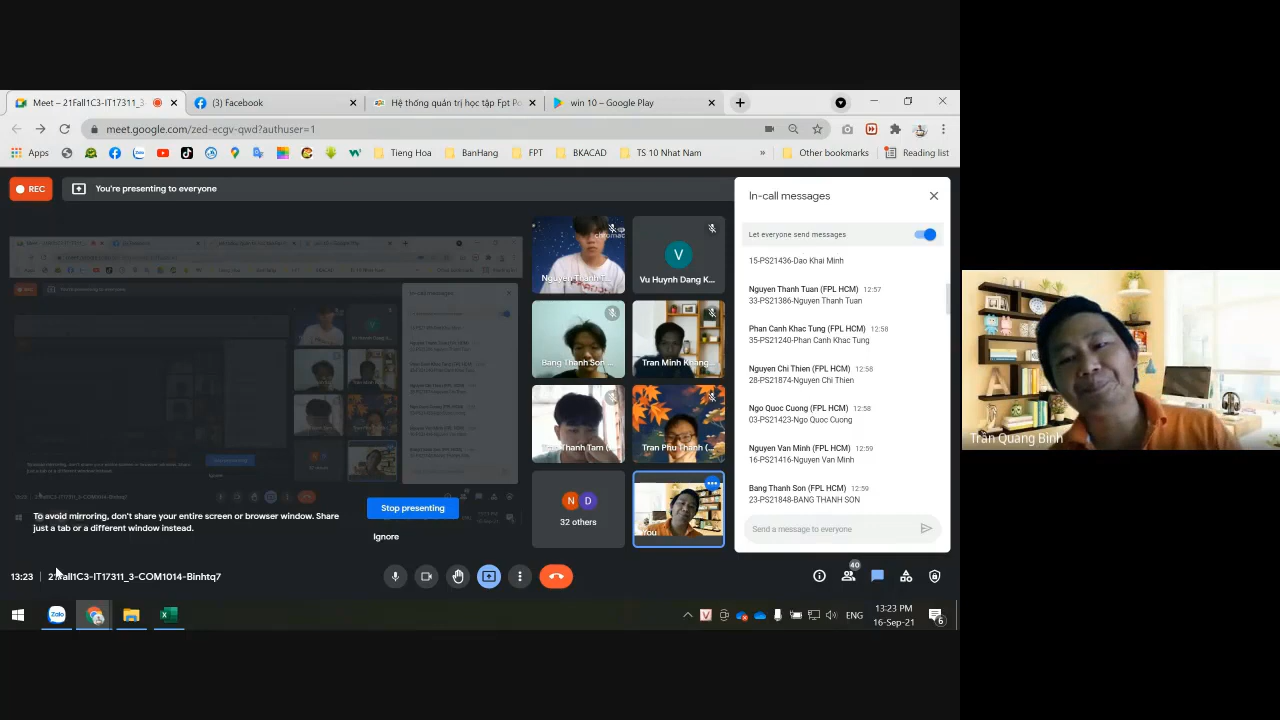 Meet – 21Fall1C3-IT17311_3
(3) Facebook
Hệ thống quản trị học tập Fpt Po
win 10 – Google Play
meet.google.com/zed-ecgv-qwd?authuser=1
Apps
Tieng Hoa
BanHang
FPT
BKACAD
TS 10 Nhat Nam
»
Other bookmarks
Reading list
REC
You're presenting to everyone
In-call messages
Let everyone send messages
15-PS21436-Dao Khai Minh
Nguyen Thanh Tuan (FPL HCM) 12:57
33-PS21386-Nguyen Thanh Tuan
Phan Canh Khac Tung (FPL HCM) 12:58
35-PS21240-Phan Canh Khac Tung
Nguyen Chi Thien (FPL HCM) 12:58
28-PS21874-Nguyen Chi Thien
Ngo Quoc Cuong (FPL HCM) 12:58
03-PS21423-Ngo Quoc Cuong
Nguyen Van Minh (FPL HCM) 12:59
16-PS21416-Nguyen Van Minh
Bang Thanh Son (FPL HCM) 12:59
23-PS21848-BANG THANH SON
Send a message to everyone
chromac
Nguyen Thanh T...
V
Vu Huynh Dang K...
Bang Thanh Son ...
Tran Minh Khang...
Thanh Tam (
Tran Phu Thanh (...
N D
32 others
You
To avoid mirroring, don't share your entire screen or browser window. Share
just a tab or a different window instead.
Stop presenting
Ignore
13:23 | 21Fall1C3-IT17311_3-COM1014-Binhtq7
40
Zalo
ENG
13:23 PM
16-Sep-21
6
Tran Quang Binh